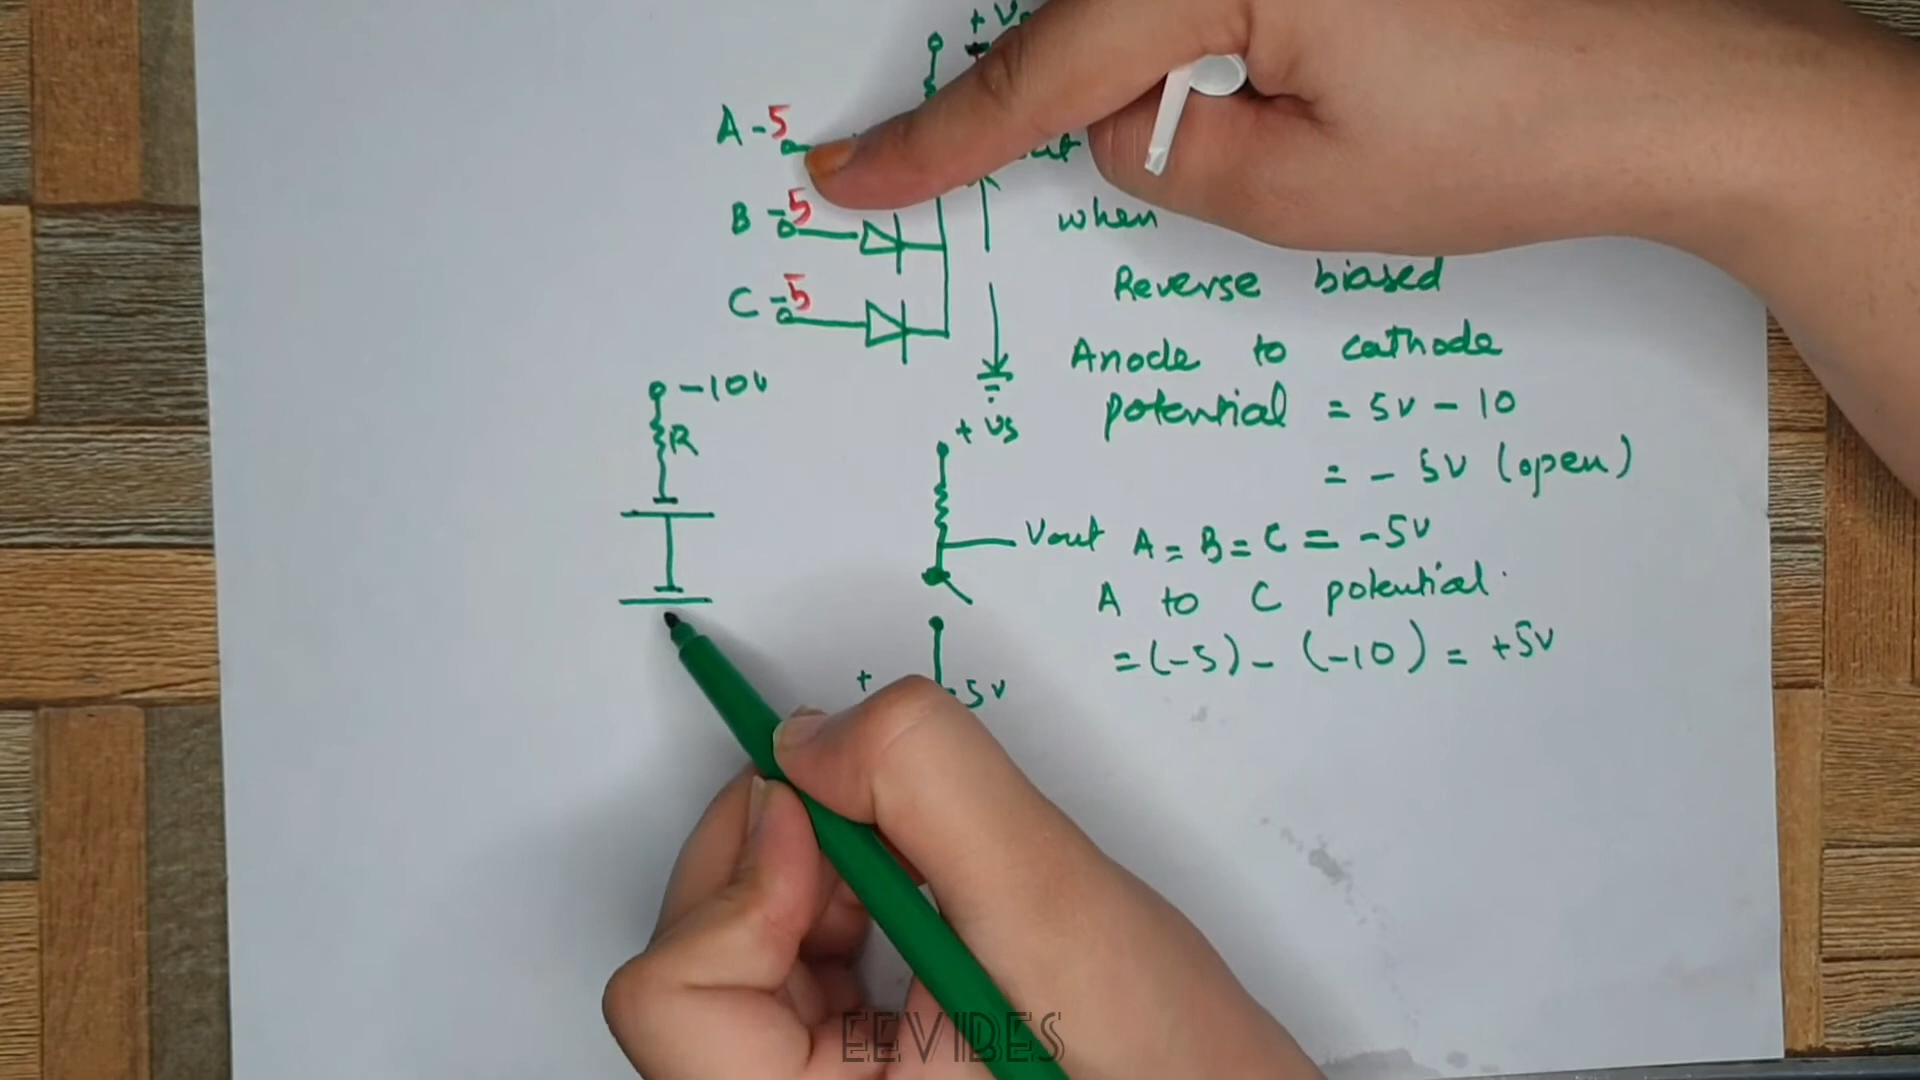 A -5
B -5
C -5
when
Reverse biased
Anode to cathode
potential = 5v - 10
= - 5v (open)
-10v
R
+ Vs
Vout
A = B = C = -5v
A to C potential.
= (-5) - (-10) = +5v
+
5v
EEVIBES